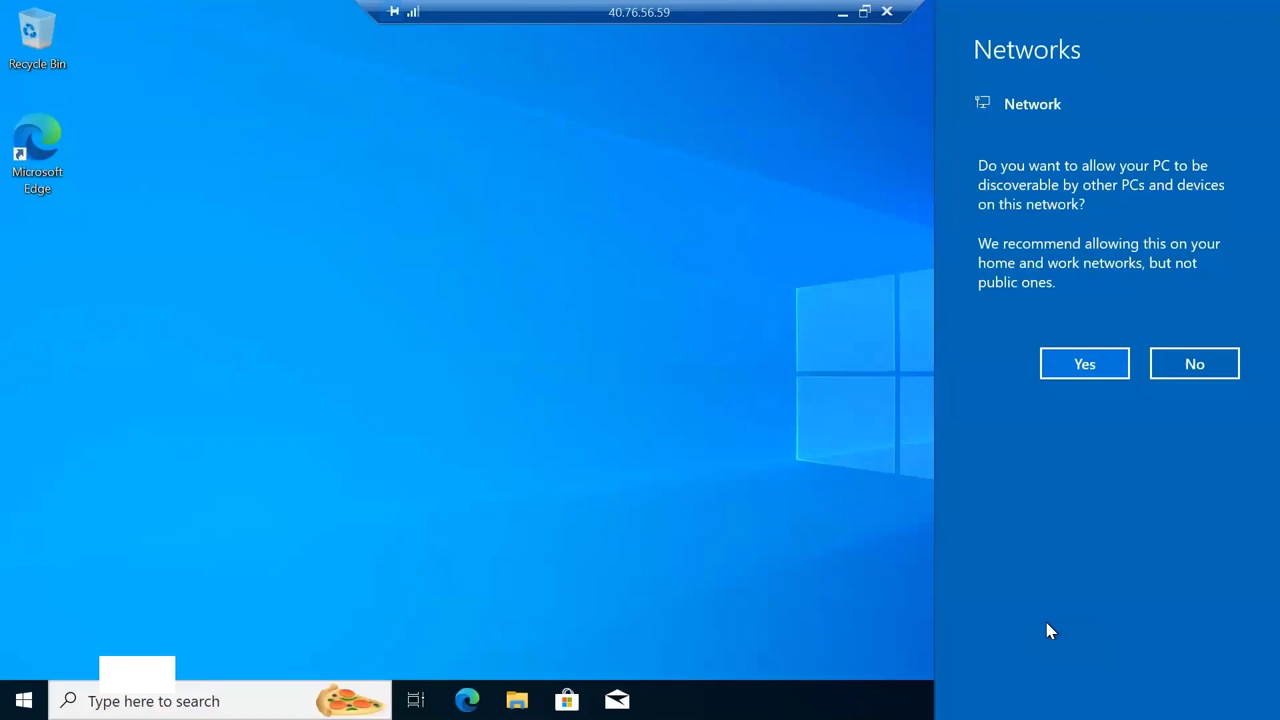 40.76.56.59
Recycle Bin
Microsoft
Edge
Networks
Network
Do you want to allow your PC to be
discoverable by other PCs and devices
on this network?
We recommend allowing this on your
home and work networks, but not
public ones.
Yes
No
Type here to search